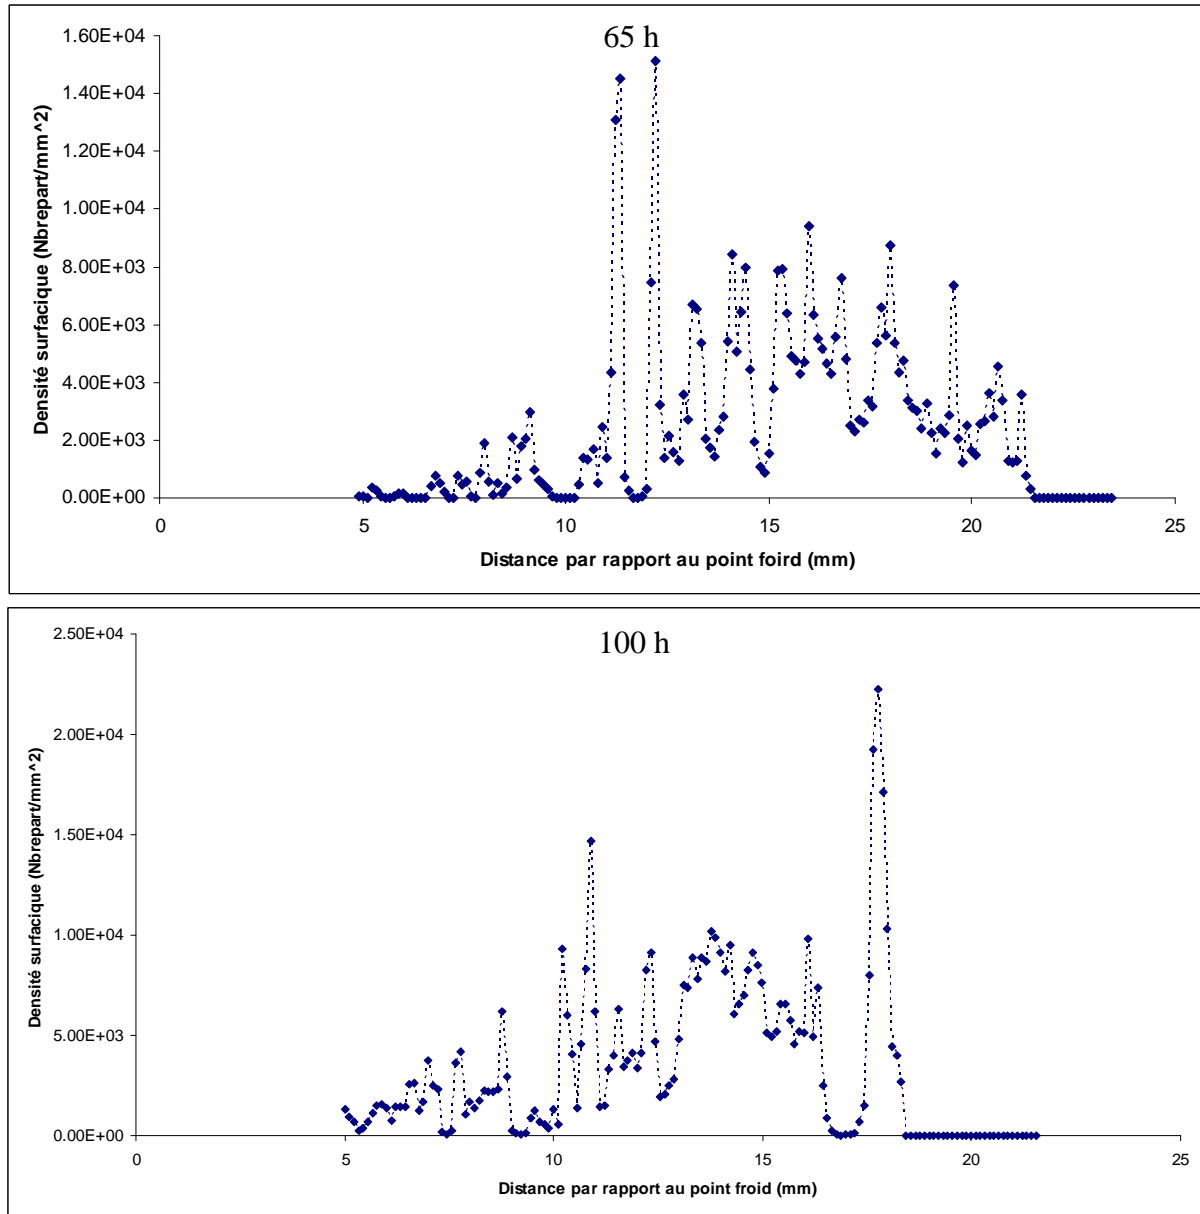 65 h
1.60E+04
1.40E+04
1.20E+04
1.00E+04
8.00E+03
6.00E+03
4.00E+03
2.00E+03
0.00E+00
Densité surfacique (Nbrepart/mm^2)
0 5 10 15 20 25
Distance par rapport au point foird (mm)
100 h
2.50E+04
2.00E+04
1.50E+04
1.00E+04
5.00E+03
0.00E+00
Densité surfacique (Nbrepart/mm^2)
0 5 10 15 20 25
Distance par rapport au point froid (mm)